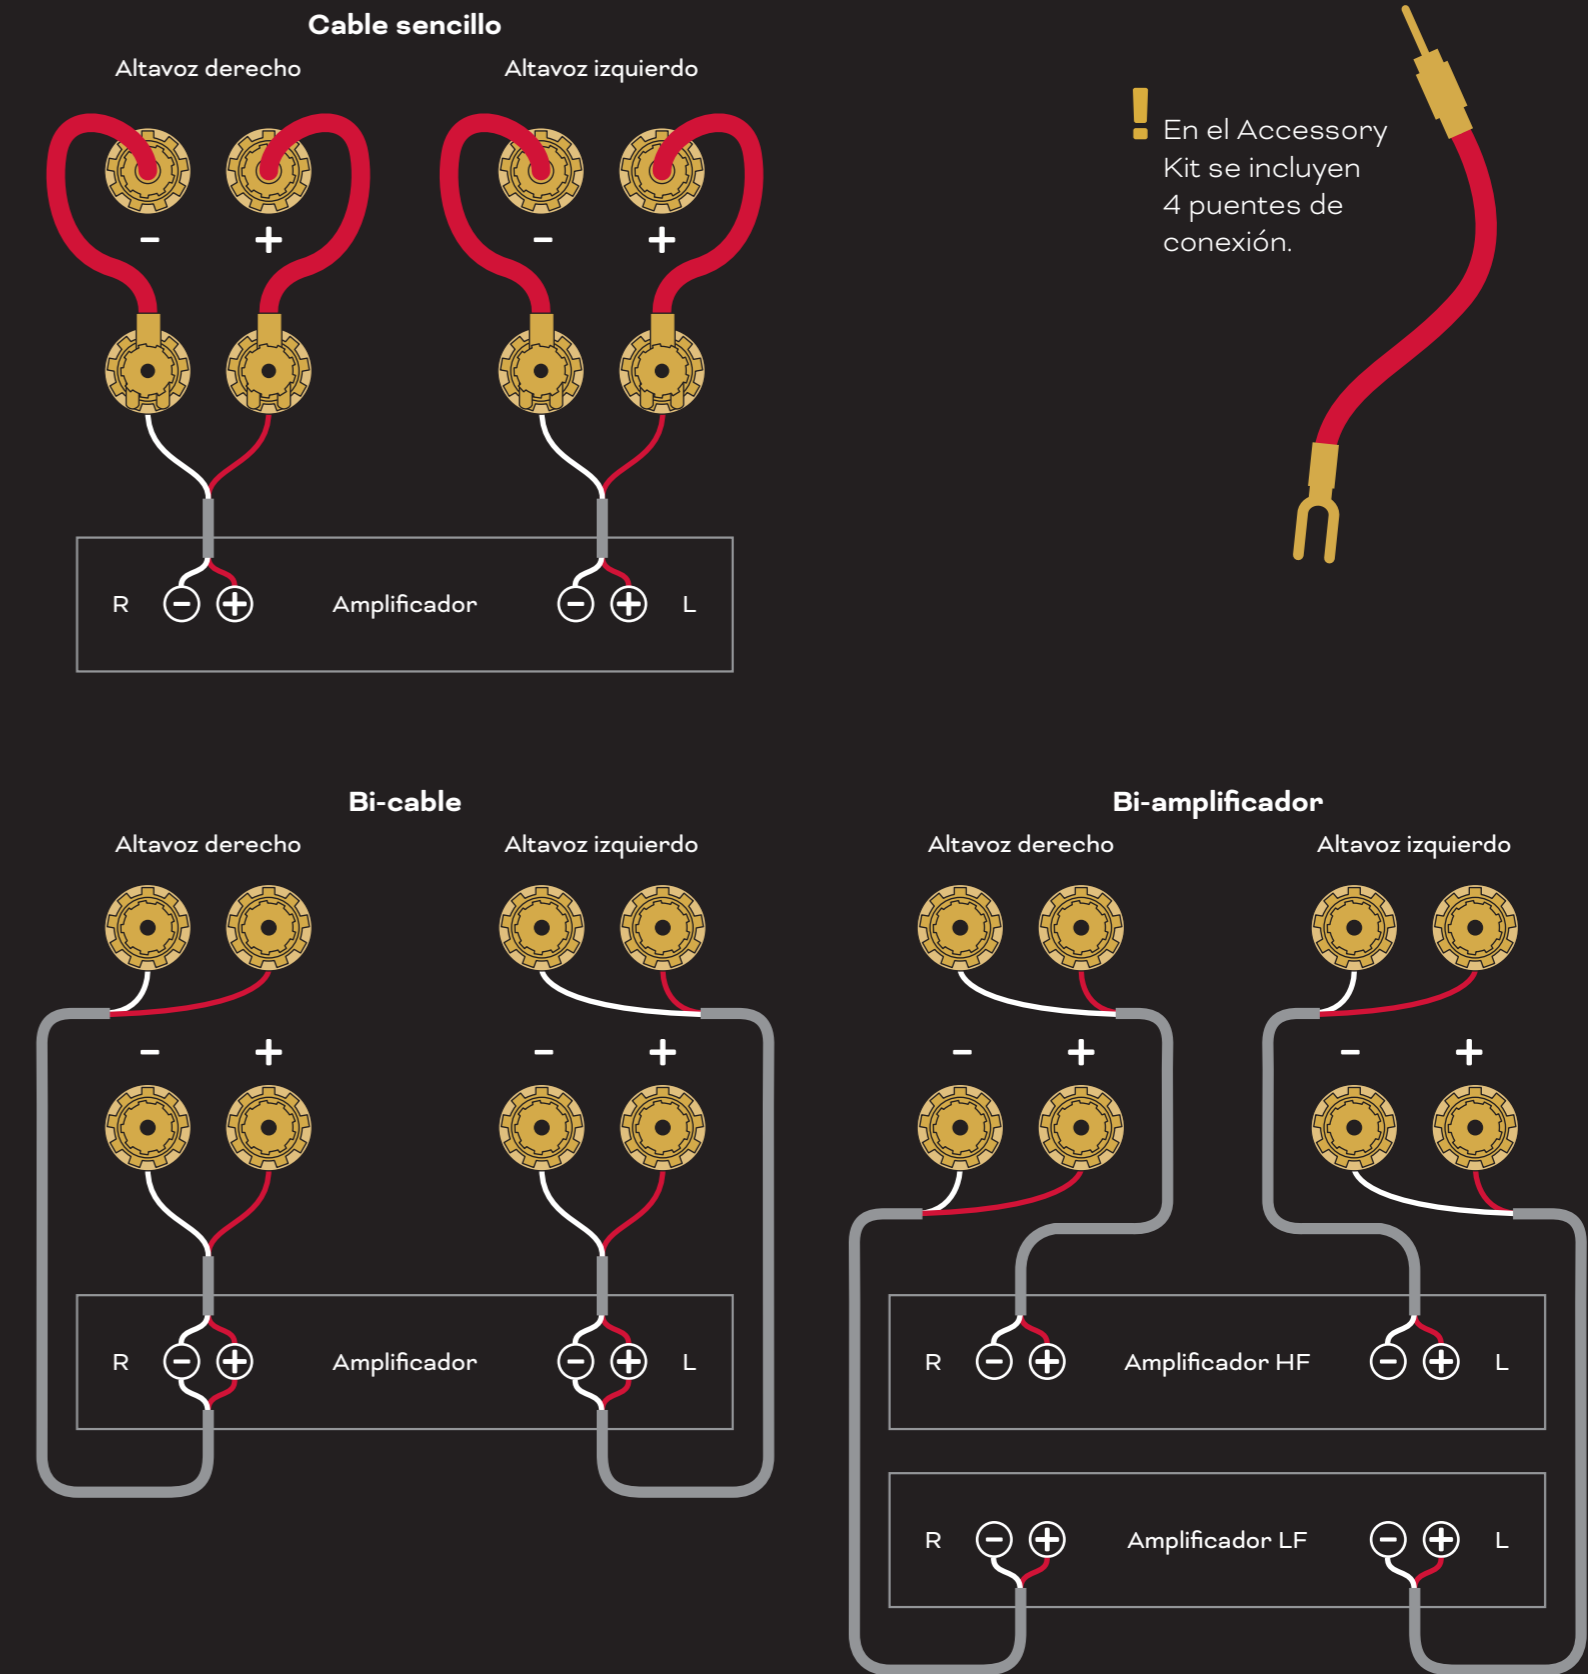 Cable sencillo
Altavoz derecho
Altavoz izquierdo
! En el Accessory
Kit se incluyen
4 puentes de
conexión.
− +
− +
R − + Amplificador − + L
Bi-cable
Altavoz derecho
Altavoz izquierdo
− +
− +
R − + Amplificador − + L
Bi-amplificador
Altavoz derecho
Altavoz izquierdo
− +
− +
R − + Amplificador HF − + L
R − + Amplificador LF − + L